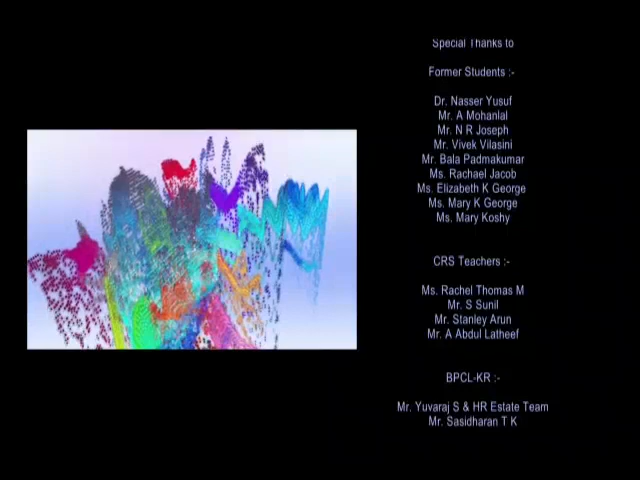 Special Thanks to
Former Students :-
Dr. Nasser Yusuf
Mr. A Mohanlal
Mr. N R Joseph
Mr. Vivek Vilasini
Mr. Bala Padmakumar
Ms. Rachael Jacob
Ms. Elizabeth K George
Ms. Mary K George
Ms. Mary Koshy
CRS Teachers :-
Ms. Rachel Thomas M
Mr. S Sunil
Mr. Stanley Arun
Mr. A Abdul Latheef
BPCL-KR :-
Mr. Yuvaraj S & HR Estate Team
Mr. Sasidharan T K